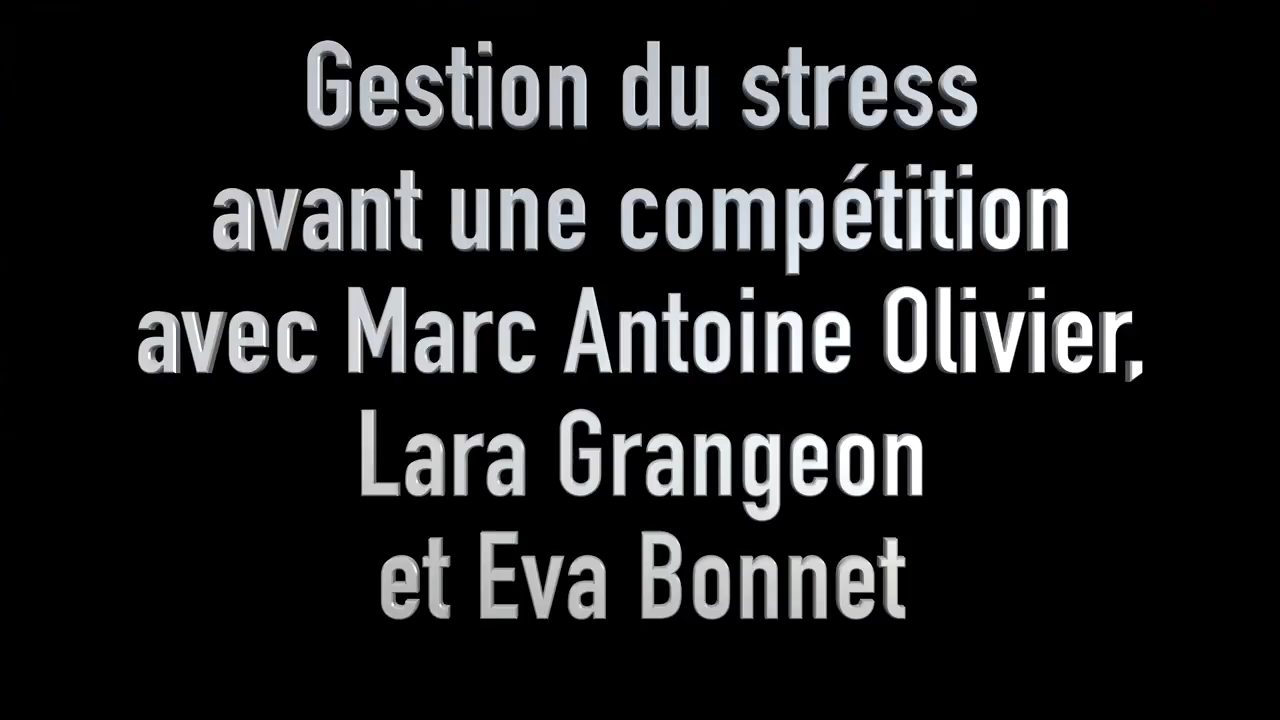 Gestion du stress
avant une compétition
avec Marc Antoine Olivier,
Lara Grangeon
et Eva Bonnet